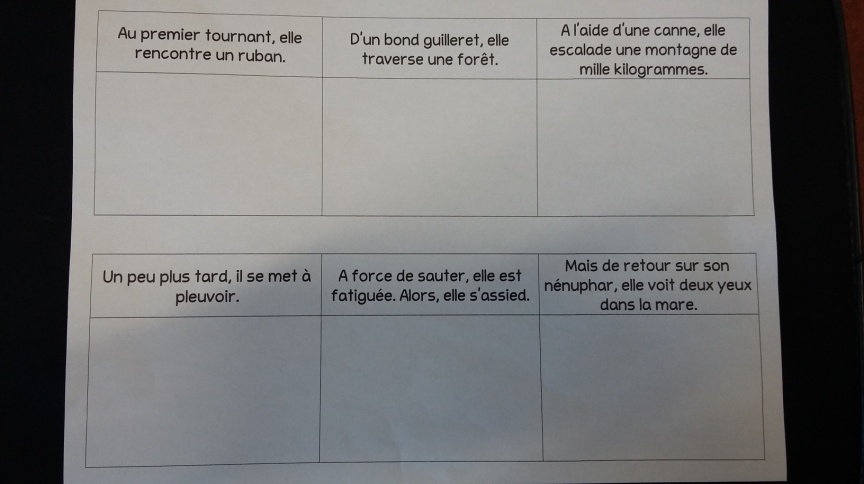 Au premier tournant, elle
rencontre un ruban.
D'un bond guilleret, elle
traverse une forêt.
A l'aide d'une canne, elle
escalade une montagne de
mille kilogrammes.
Un peu plus tard, il se met à
pleuvoir.
A force de sauter, elle est
fatiguée. Alors, elle s'assied.
Mais de retour sur son
nénuphar, elle voit deux yeux
dans la mare.